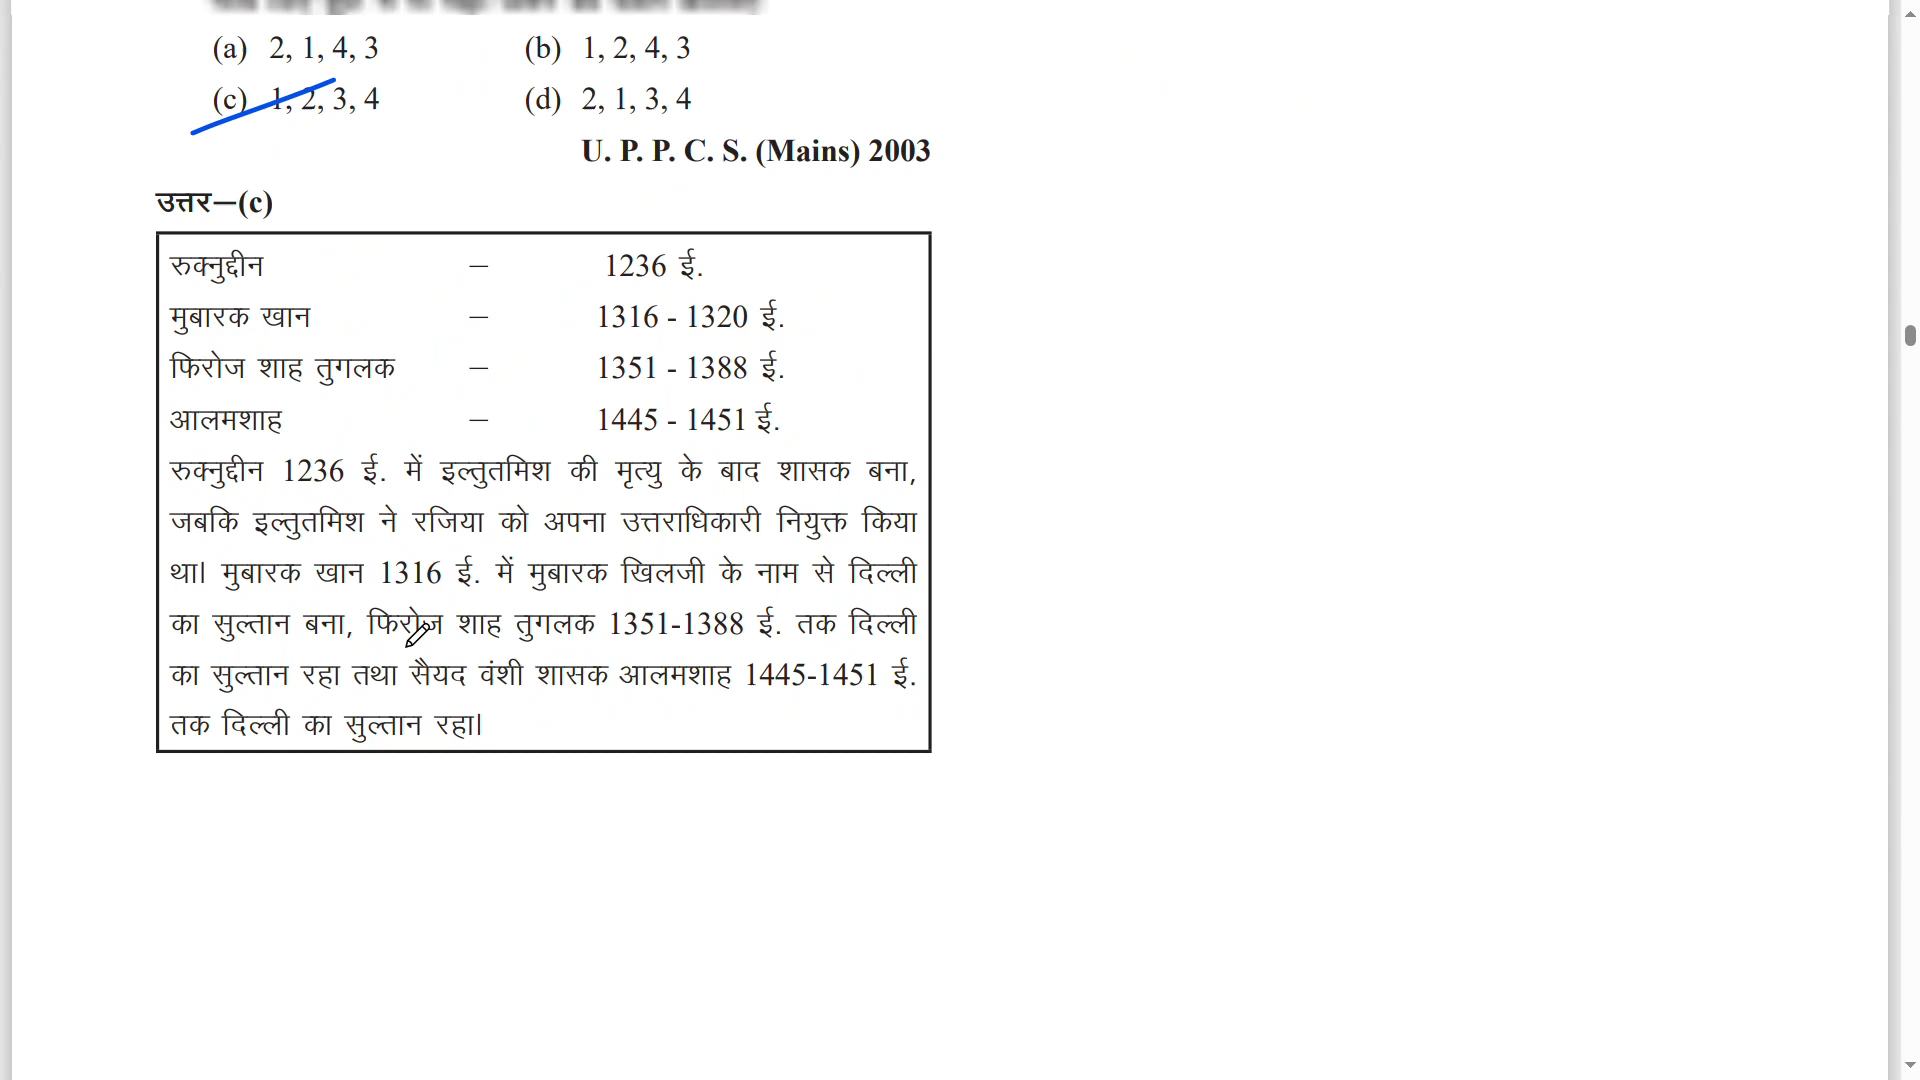 (a) 2, 1, 4, 3 (b) 1, 2, 4, 3
(c) 1, 2, 3, 4 (d) 2, 1, 3, 4
U. P. P. C. S. (Mains) 2003
उत्तर—(c)
रुक्नुद्दीन – 1236 ई.
मुबारक खान – 1316 - 1320 ई.
फिरोज शाह तुगलक – 1351 - 1388 ई.
आलमशाह – 1445 - 1451 ई.
रुक्नुद्दीन 1236 ई. में इल्तुतमिश की मृत्यु के बाद शासक बना,
जबकि इल्तुतमिश ने रजिया को अपना उत्तराधिकारी नियुक्त किया
था। मुबारक खान 1316 ई. में मुबारक खिलजी के नाम से दिल्ली
का सुल्तान बना, फिरोज शाह तुगलक 1351-1388 ई. तक दिल्ली
का सुल्तान रहा तथा सैयद वंशी शासक आलमशाह 1445-1451 ई.
तक दिल्ली का सुल्तान रहा।